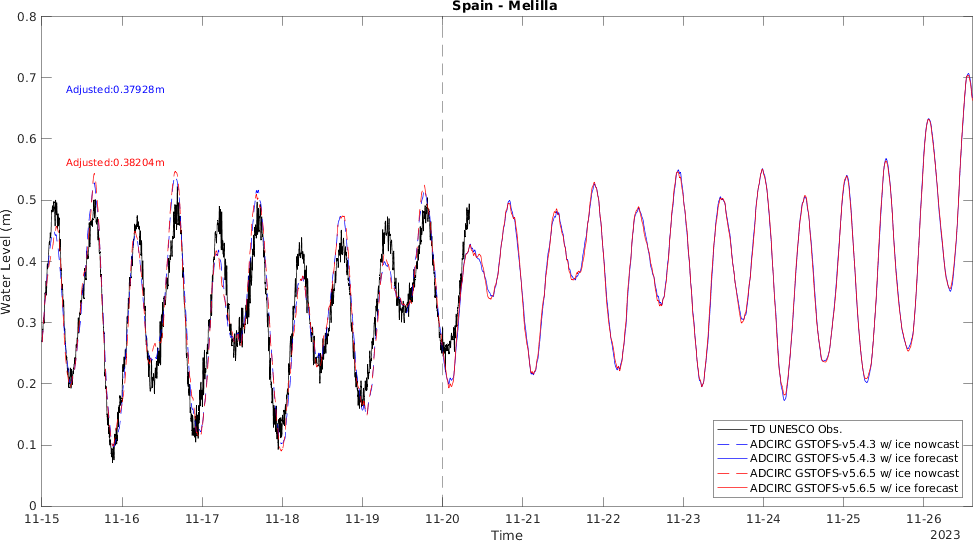 Spain - Melilla
0.8
0.7
0.6
0.5
0.4
0.3
0.2
0.1
0
Water Level (m)
Adjusted:0.37928m
Adjusted:0.38204m
TD UNESCO Obs.
ADCIRC GSTOFS-v5.4.3 w/ ice nowcast
ADCIRC GSTOFS-v5.4.3 w/ ice forecast
ADCIRC GSTOFS-v5.6.5 w/ ice nowcast
ADCIRC GSTOFS-v5.6.5 w/ ice forecast
11-15 11-16 11-17 11-18 11-19 11-20 11-21 11-22 11-23 11-24 11-25 11-26
Time
2023